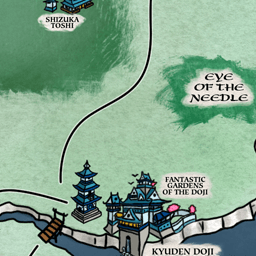 SHIZUKA
TOSHI
EYE
OF THE
NEEDLE
FANTASTIC
GARDENS
OF THE DOJI
KYUDEN DOJI